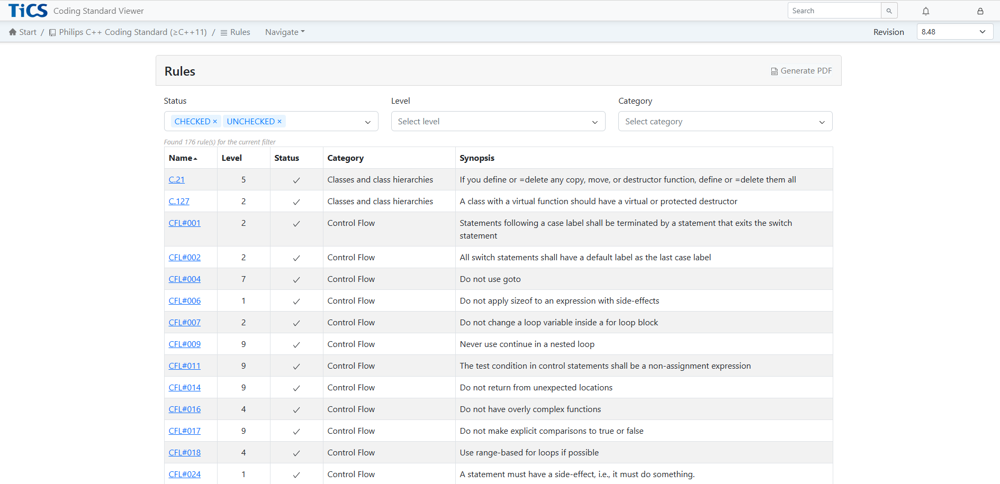 TiCS Coding Standard Viewer Search
Start / Philips C++ Coding Standard (≥C++11) / Rules Navigate Revision 8.48
Rules Generate PDF
Status Level Category
CHECKED × UNCHECKED × Select level Select category
Found 176 rule(s) for the current filter
Name Level Status Category Synopsis
C.21 5 ✓ Classes and class hierarchies If you define or =delete any copy, move, or destructor function, define or =delete them all
C.127 2 ✓ Classes and class hierarchies A class with a virtual function should have a virtual or protected destructor
CFL#001 2 ✓ Control Flow Statements following a case label shall be terminated by a statement that exits the switch
statement
CFL#002 2 ✓ Control Flow All switch statements shall have a default label as the last case label
CFL#004 7 ✓ Control Flow Do not use goto
CFL#006 1 ✓ Control Flow Do not apply sizeof to an expression with side-effects
CFL#007 2 ✓ Control Flow Do not change a loop variable inside a for loop block
CFL#009 9 ✓ Control Flow Never use continue in a nested loop
CFL#011 9 ✓ Control Flow The test condition in control statements shall be a non-assignment expression
CFL#014 9 ✓ Control Flow Do not return from unexpected locations
CFL#016 4 ✓ Control Flow Do not have overly complex functions
CFL#017 9 ✓ Control Flow Do not make explicit comparisons to true or false
CFL#018 4 ✓ Control Flow Use range-based for loops if possible
CFL#024 1 ✓ Control Flow A statement must have a side-effect, i.e., it must do something.